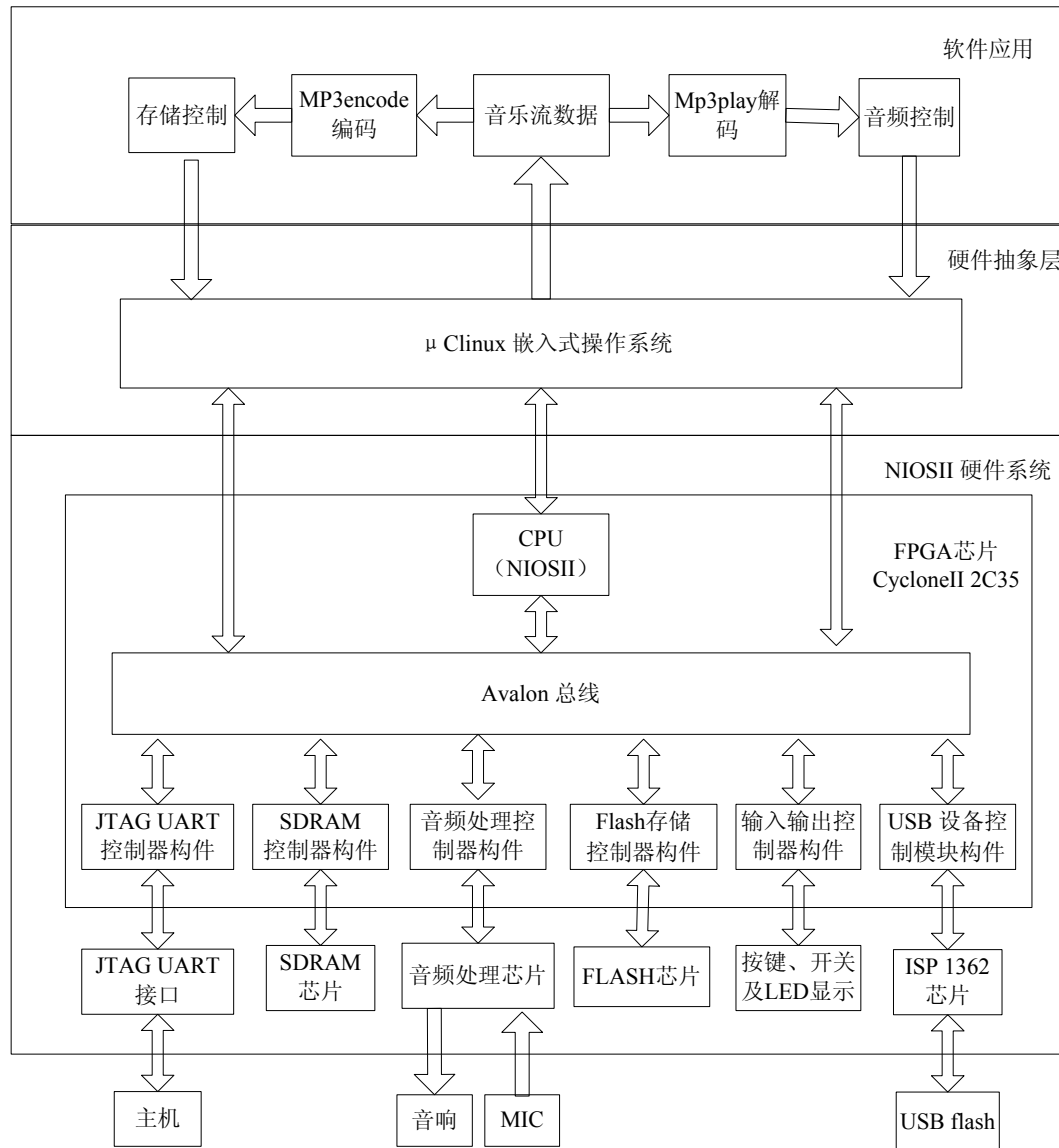 软件应用
存储控制
MP3encode
编码
音乐流数据
Mp3play解
码
音频控制
硬件抽象层
μ Clinux 嵌入式操作系统
NIOSII 硬件系统
CPU
（NIOSII）
FPGA芯片
CycloneII 2C35
Avalon 总线
JTAG UART
控制器构件
SDRAM
控制器构件
音频处理控
制器构件
Flash存储
控制器构件
输入输出控
制器构件
USB 设备控
制模块构件
JTAG UART
接口
SDRAM
芯片
音频处理芯片
FLASH芯片
按键、开关
及LED显示
ISP 1362
芯片
主机
音响
MIC
USB flash